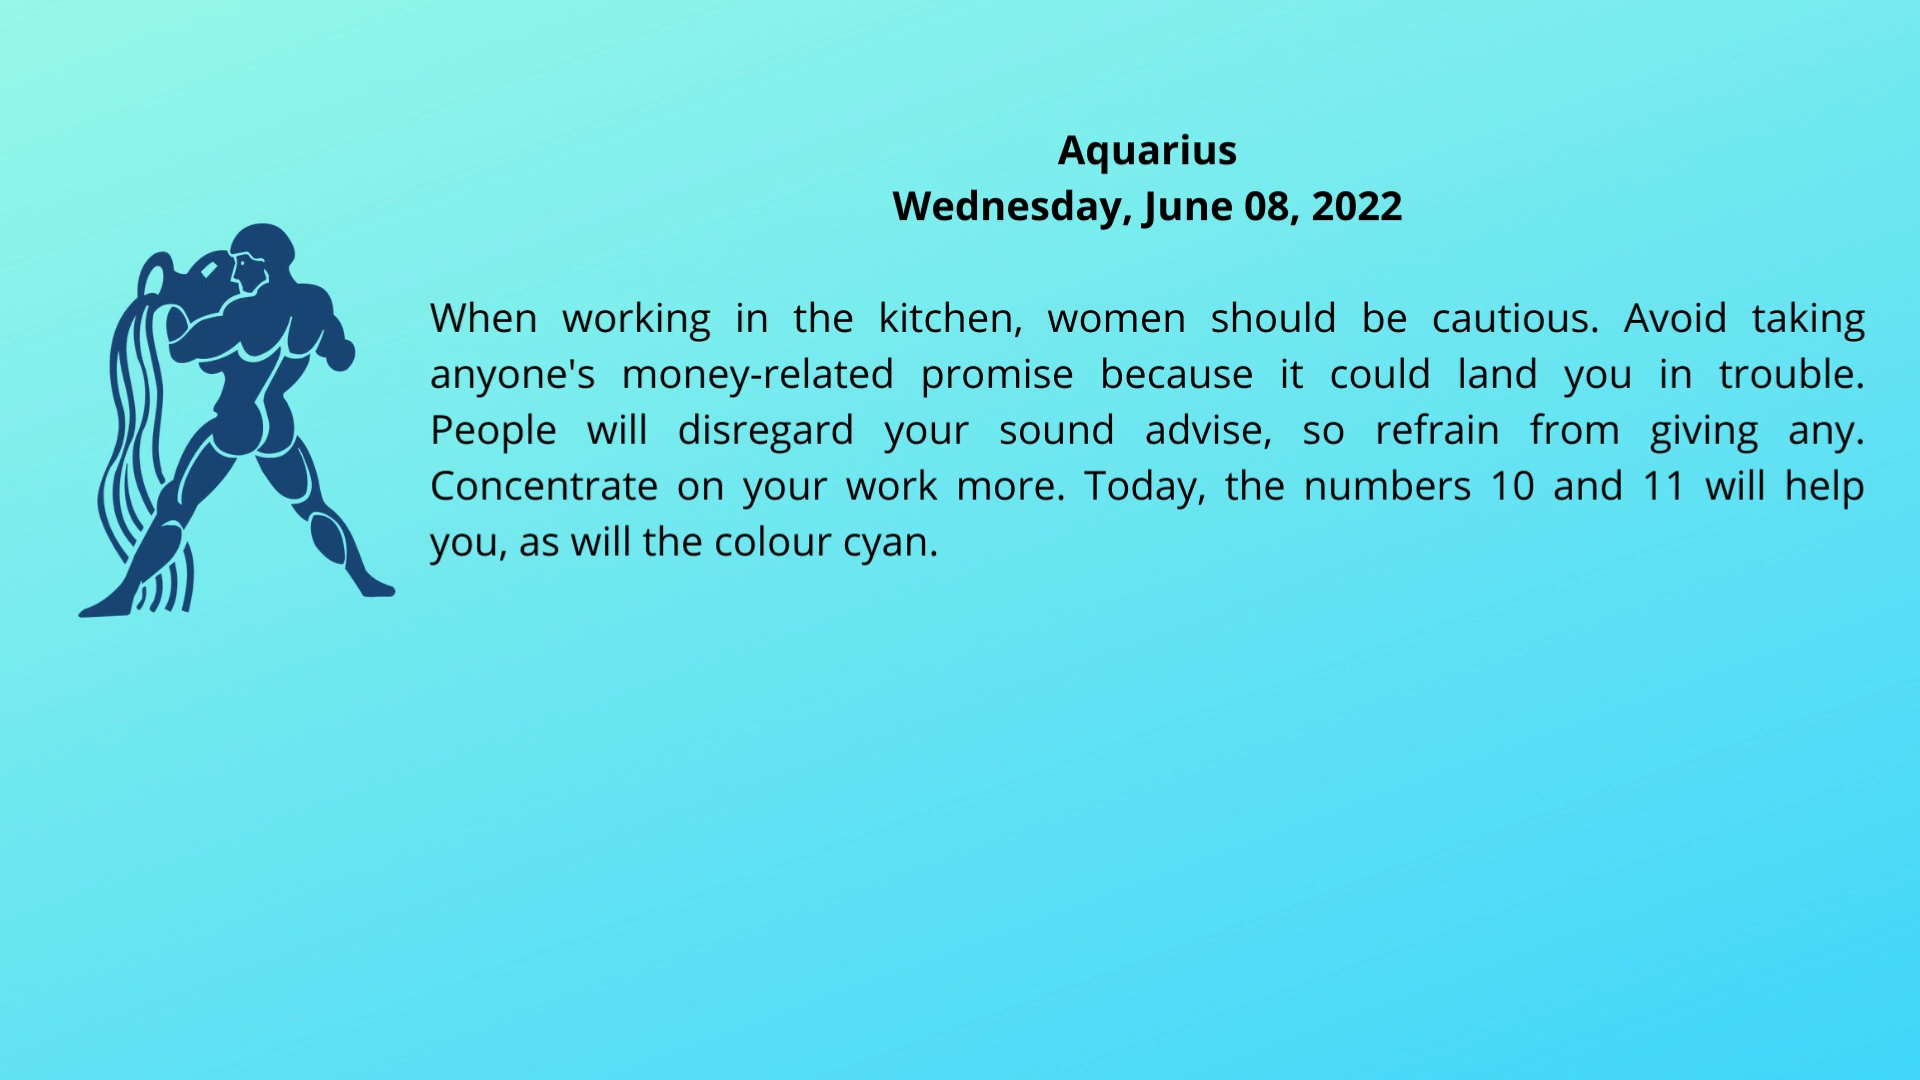 Aquarius
Wednesday, June 08, 2022
When working in the kitchen, women should be cautious. Avoid taking
anyone's money-related promise because it could land you in trouble.
People will disregard your sound advise, so refrain from giving any.
Concentrate on your work more. Today, the numbers 10 and 11 will help
you, as will the colour cyan.